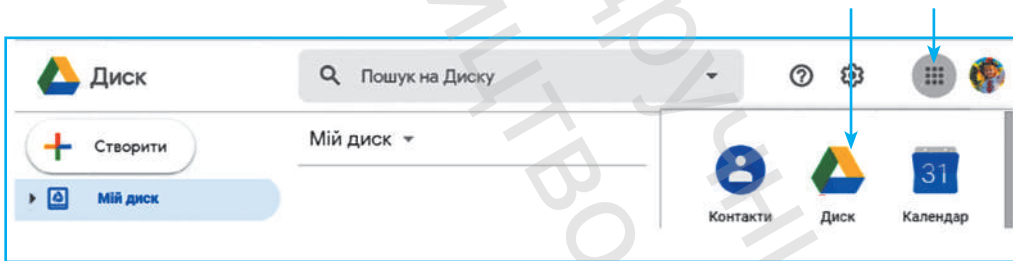 Диск
Пошук на Диску
Створити
Мій диск
Мій диск
31
Контакти
Диск
Календар